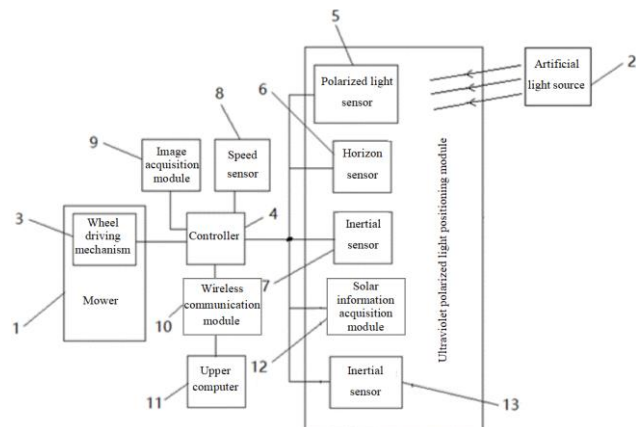 5
Artificial
light source
2
Polarized light
sensor
6
8
9
Image
acquisition
module
Speed
sensor
Horizon
sensor
3
Wheel
driving
mechanism
4
Controller
Inertial
sensor
Mower
1
Wireless
communication
module
10
7
Solar
information
acquisition
module
12
Upper
computer
11
Inertial
sensor
13
Ultraviolet polarized light positioning module